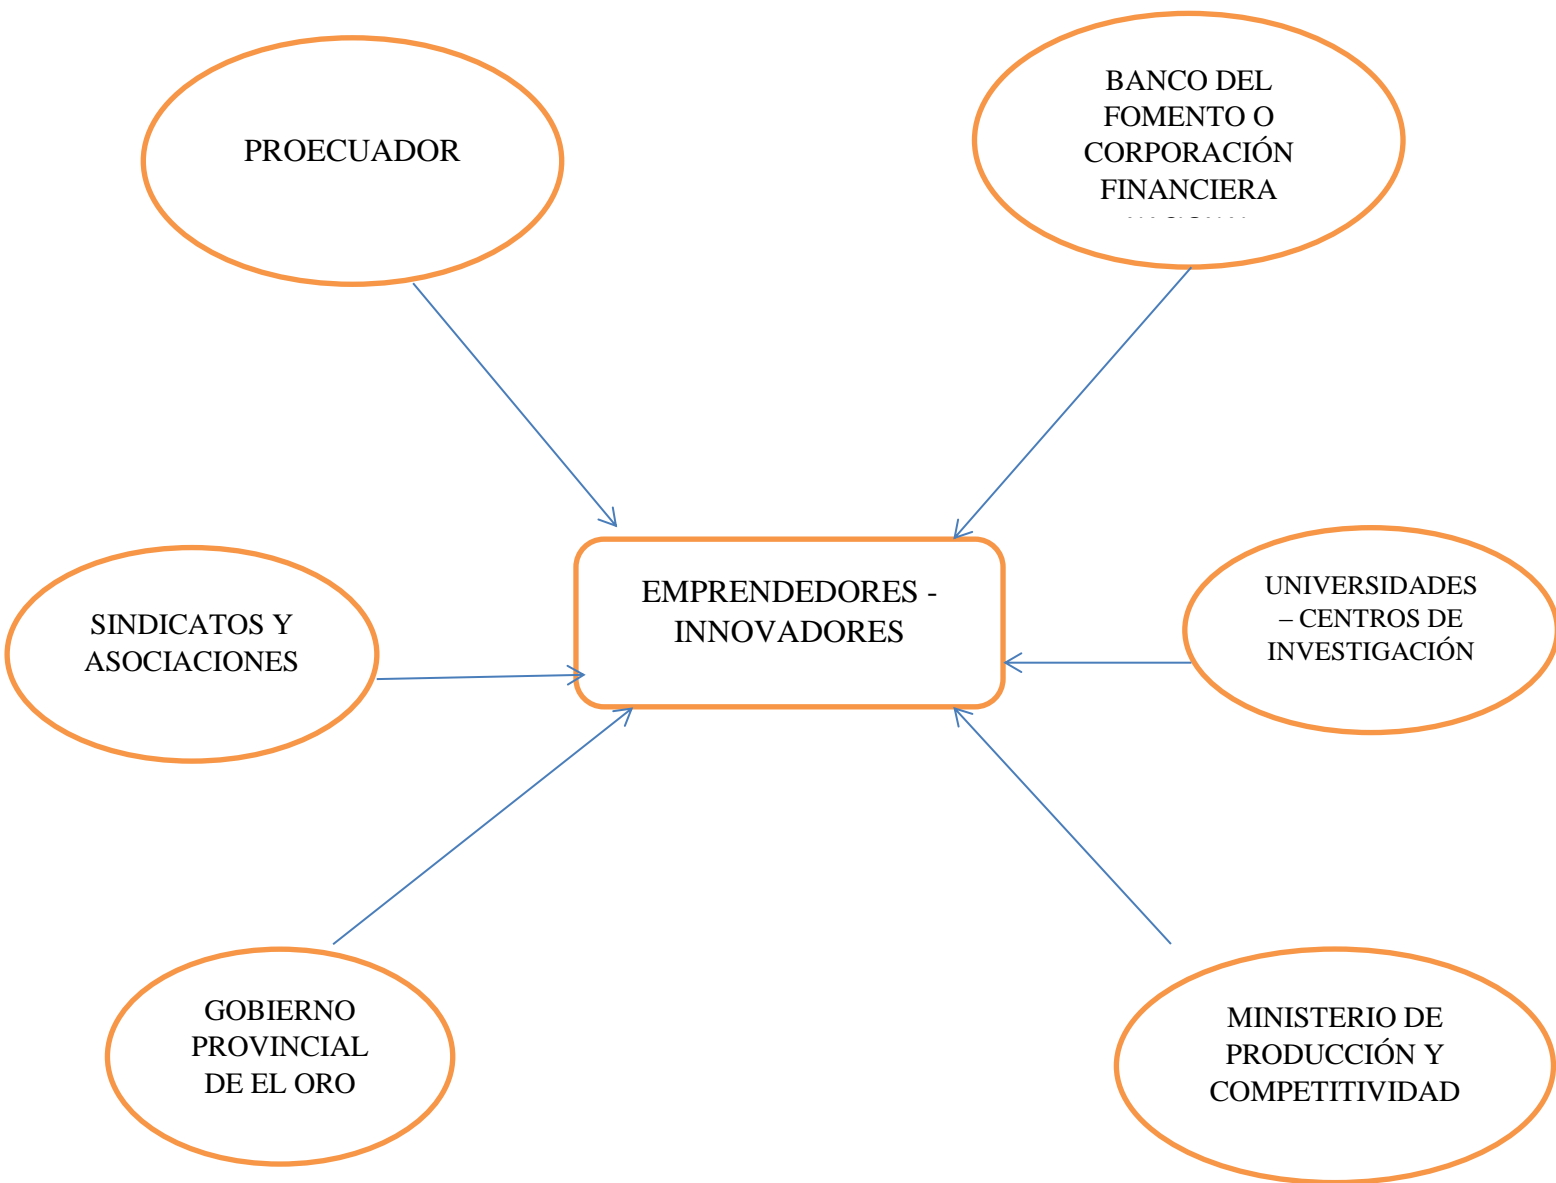 PROECUADOR
BANCO DEL
FOMENTO O
CORPORACIÓN
FINANCIERA
EMPRENDEDORES -
INNOVADORES
SINDICATOS Y
ASOCIACIONES
UNIVERSIDADES
– CENTROS DE
INVESTIGACIÓN
GOBIERNO
PROVINCIAL
DE EL ORO
MINISTERIO DE
PRODUCCIÓN Y
COMPETITIVIDAD